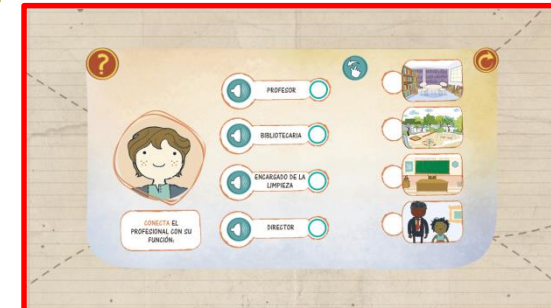 ?
PROFESOR
BIBLIOTECARIA
ENCARGADO DE LA
LIMPIEZA
DIRECTOR
CONECTA EL
PROFESIONAL CON SU
FUNCIÓN: